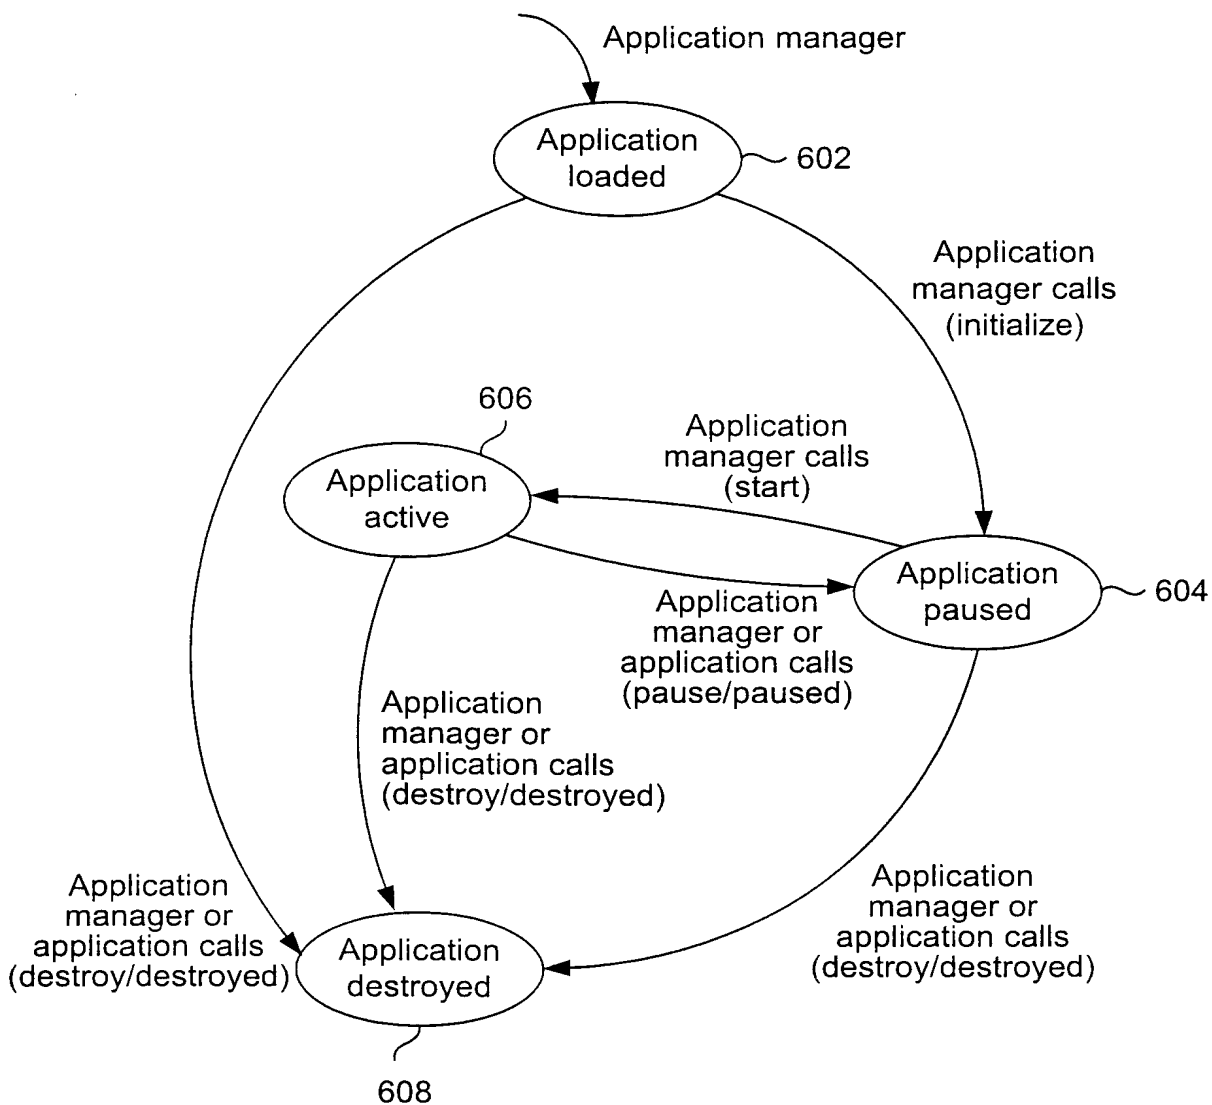 Application manager
Application
loaded
602
Application
manager calls
(initialize)
606
Application
manager calls
(start)
Application
active
Application
paused
604
Application
manager or
application calls
(pause/paused)
Application
manager or
application calls
(destroy/destroyed)
Application
manager or
application calls
(destroy/destroyed)
Application
manager or
application calls
(destroy/destroyed)
Application
destroyed
608